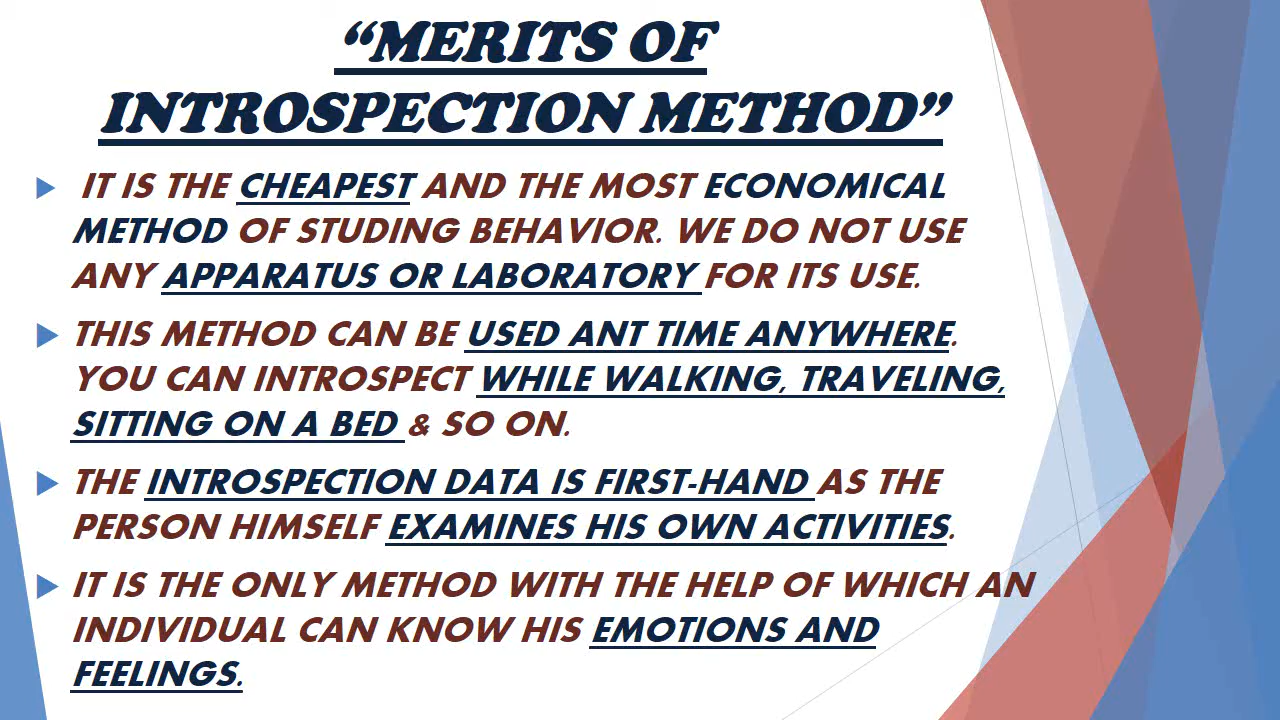 “MERITS OF
INTROSPECTION METHOD”
IT IS THE CHEAPEST AND THE MOST ECONOMICAL
METHOD OF STUDING BEHAVIOR. WE DO NOT USE
ANY APPARATUS OR LABORATORY FOR ITS USE.
THIS METHOD CAN BE USED ANT TIME ANYWHERE.
YOU CAN INTROSPECT WHILE WALKING, TRAVELING,
SITTING ON A BED & SO ON.
THE INTROSPECTION DATA IS FIRST-HAND AS THE
PERSON HIMSELF EXAMINES HIS OWN ACTIVITIES.
IT IS THE ONLY METHOD WITH THE HELP OF WHICH AN
INDIVIDUAL CAN KNOW HIS EMOTIONS AND
FEELINGS.